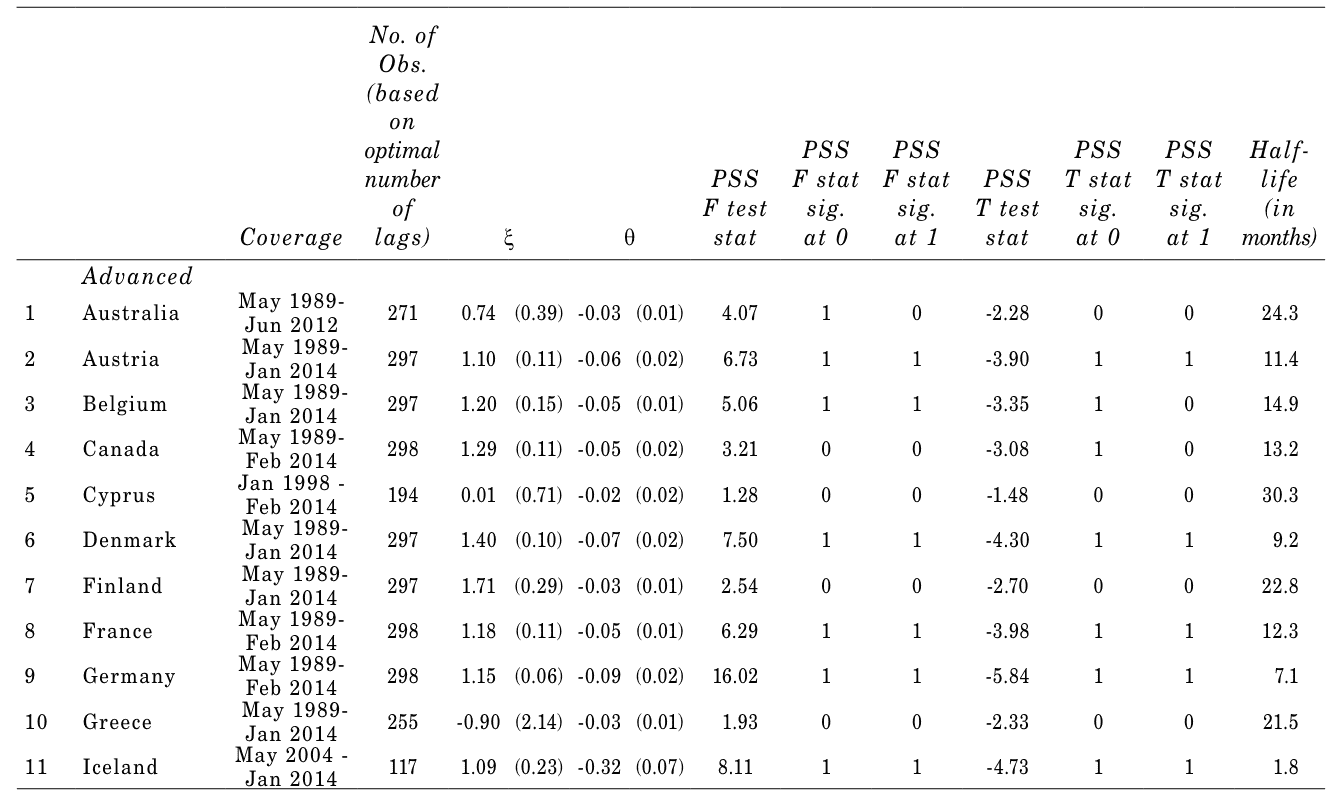 No. of
Obs.
(based
on
optimal
number
of
lags)
Coverage
ξ
θ
PSS
F test
stat
PSS
F stat
sig.
at 0
PSS
F stat
sig.
at 1
PSS
T test
stat
PSS
T stat
sig.
at 0
PSS
T stat
sig.
at 1
Half-
life
(in
months)
Advanced
1 Australia May 1989- Jun 2012 271 0.74 (0.39) -0.03 (0.01) 4.07 1 0 -2.28 0 0 24.3
2 Austria May 1989- Jan 2014 297 1.10 (0.11) -0.06 (0.02) 6.73 1 1 -3.90 1 1 11.4
3 Belgium May 1989- Jan 2014 297 1.20 (0.15) -0.05 (0.01) 5.06 1 1 -3.35 1 0 14.9
4 Canada May 1989- Feb 2014 298 1.29 (0.11) -0.05 (0.02) 3.21 0 0 -3.08 1 0 13.2
5 Cyprus Jan 1998 - Feb 2014 194 0.01 (0.71) -0.02 (0.02) 1.28 0 0 -1.48 0 0 30.3
6 Denmark May 1989- Jan 2014 297 1.40 (0.10) -0.07 (0.02) 7.50 1 1 -4.30 1 1 9.2
7 Finland May 1989- Jan 2014 297 1.71 (0.29) -0.03 (0.01) 2.54 0 0 -2.70 0 0 22.8
8 France May 1989- Feb 2014 298 1.18 (0.11) -0.05 (0.01) 6.29 1 1 -3.98 1 1 12.3
9 Germany May 1989- Feb 2014 298 1.15 (0.06) -0.09 (0.02) 16.02 1 1 -5.84 1 1 7.1
10 Greece May 1989- Jan 2014 255 -0.90 (2.14) -0.03 (0.01) 1.93 0 0 -2.33 0 0 21.5
11 Iceland May 2004 - Jan 2014 117 1.09 (0.23) -0.32 (0.07) 8.11 1 1 -4.73 1 1 1.8